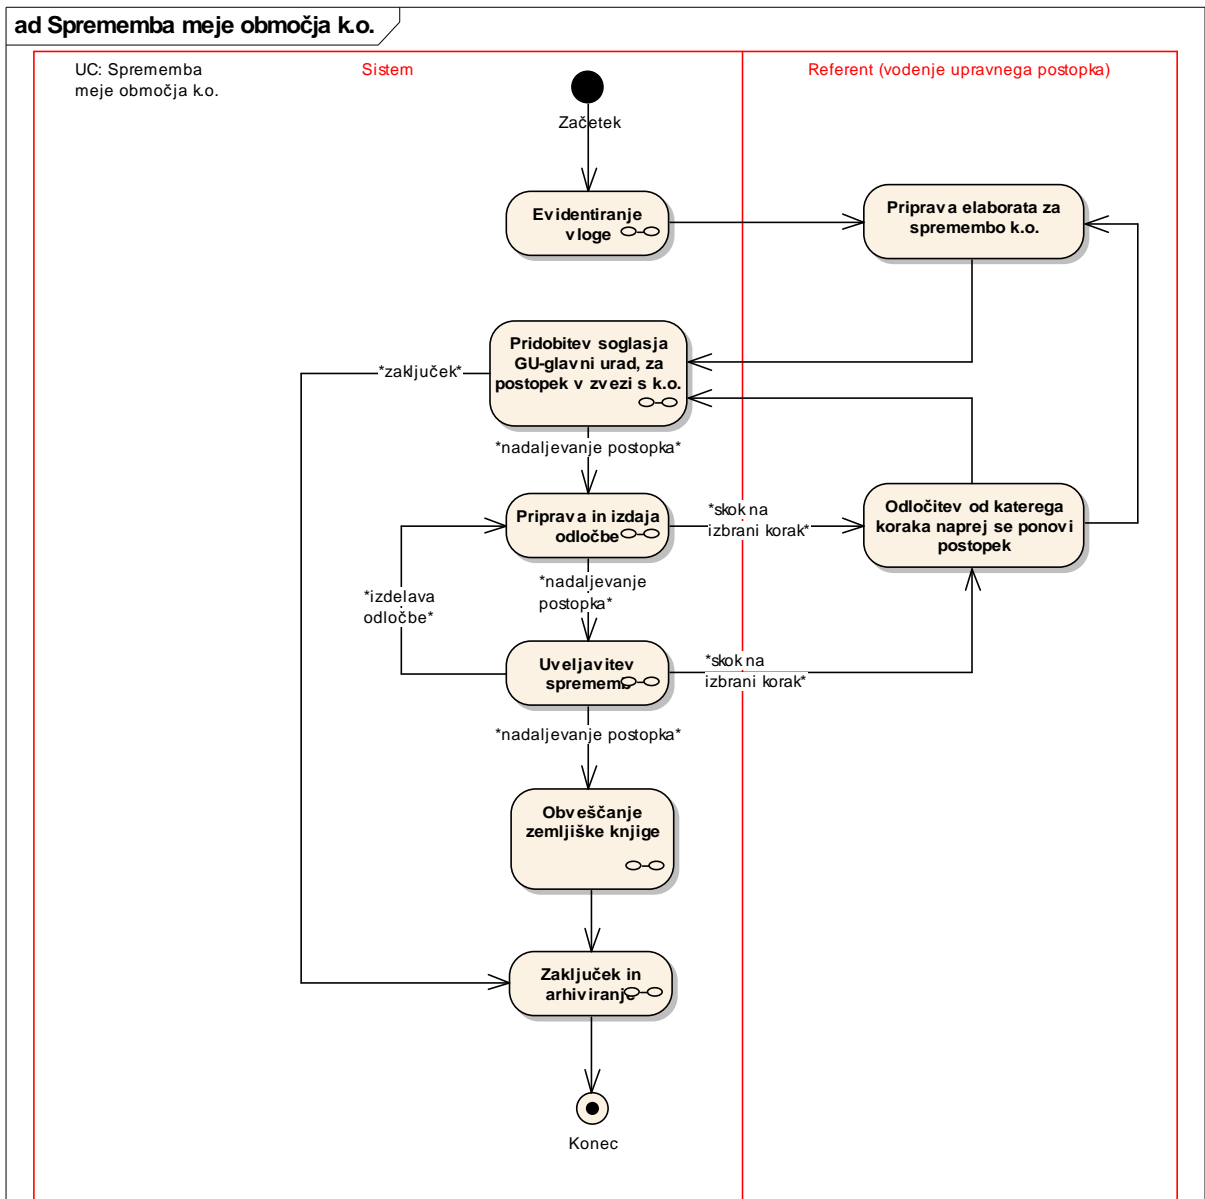 ad Sprememba meje območja k.o.
UC: Sprememba
meje območja k.o.
Sistem
Referent (vodenje upravnega postopka)
Začetek
Evidentiranje
vloge
Priprava elaborata za
spremembo k.o.
Pridobitev soglasja
GU-glavni urad, za
postopek v zvezi s k.o.
*zaključek*
*nadaljevanje postopka*
Priprava in izdaja
odločbe
*skok na
izbrani korak*
Odločitev od katerega
koraka naprej se ponovi
postopek
*nadaljevanje
postopka*
*izdelava
odločbe*
Uveljavitev
sprememb
*skok na
izbrani korak*
*nadaljevanje postopka*
Obveščanje
zemljiške knjige
Zaključek in
arhiviranje
Konec